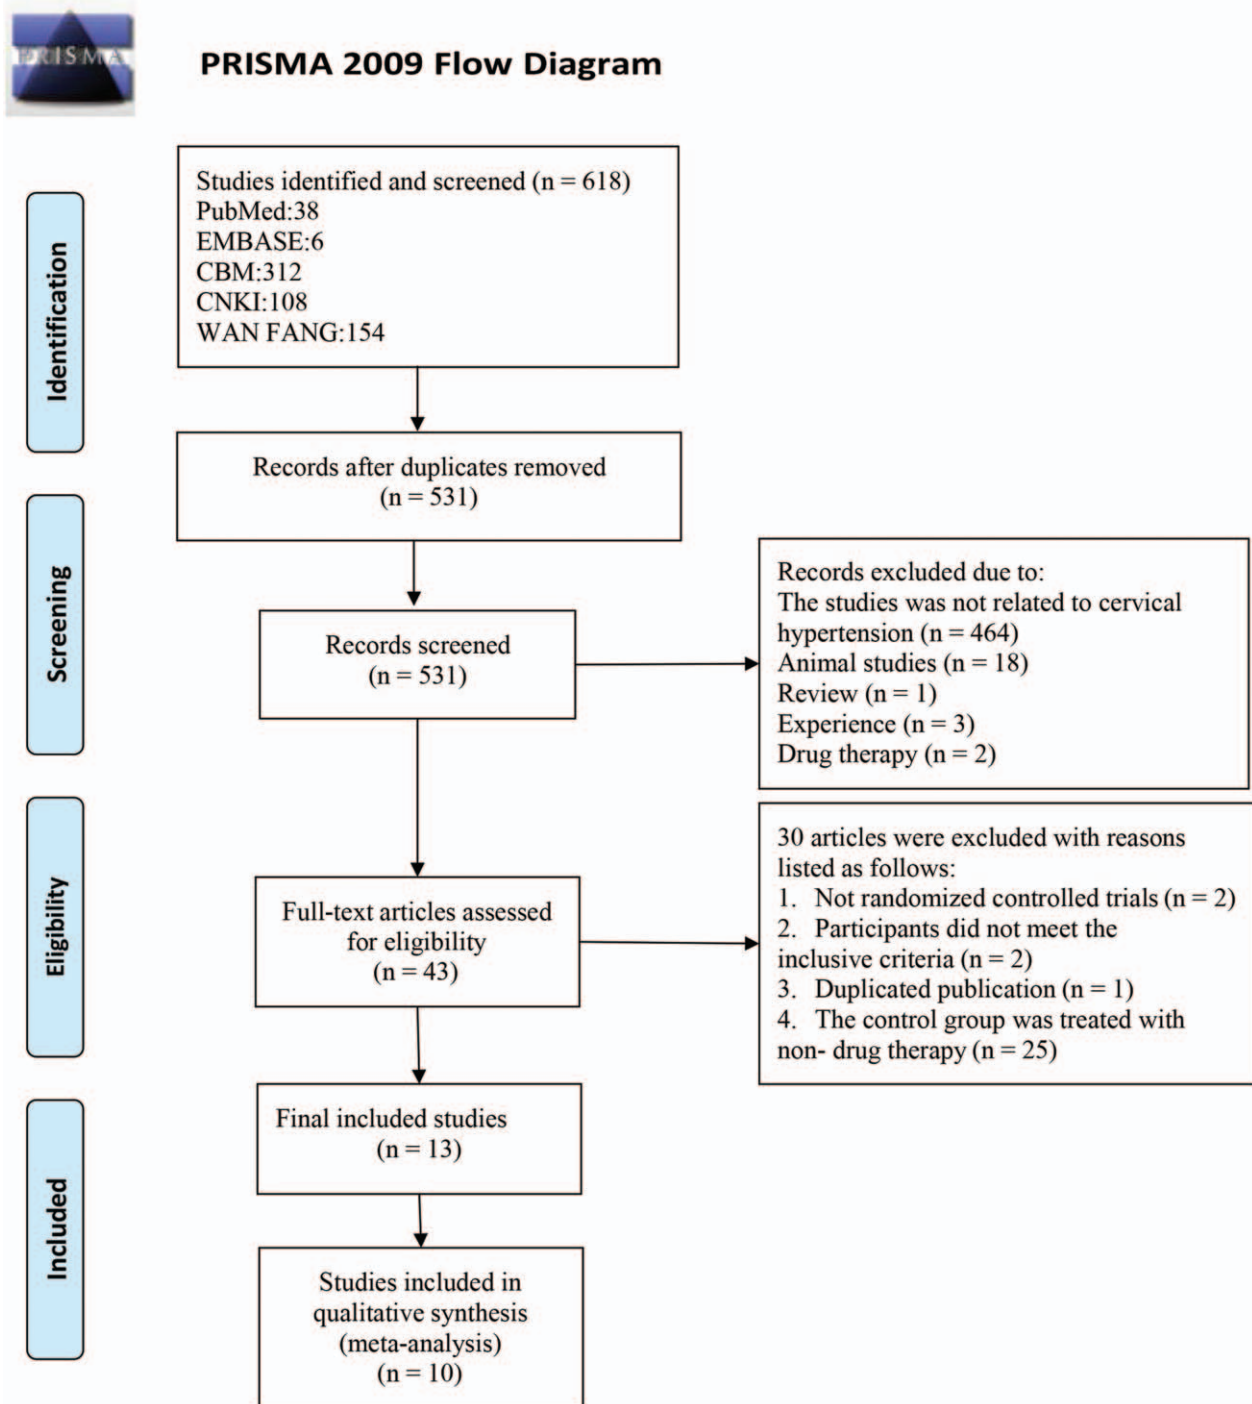 PRISMA
PRISMA 2009 Flow Diagram
Identification
Studies identified and screened (n = 618)
PubMed:38
EMBASE:6
CBM:312
CNKI:108
WAN FANG:154
Records after duplicates removed
(n = 531)
Screening
Records screened
(n = 531)
Records excluded due to:
The studies was not related to cervical
hypertension (n = 464)
Animal studies (n = 18)
Review (n = 1)
Experience (n = 3)
Drug therapy (n = 2)
Eligibility
Full-text articles assessed
for eligibility
(n = 43)
30 articles were excluded with reasons
listed as follows:
1. Not randomized controlled trials (n = 2)
2. Participants did not meet the
inclusive criteria (n = 2)
3. Duplicated publication (n = 1)
4. The control group was treated with
non- drug therapy (n = 25)
Included
Final included studies
(n = 13)
Studies included in
qualitative synthesis
(meta-analysis)
(n = 10)